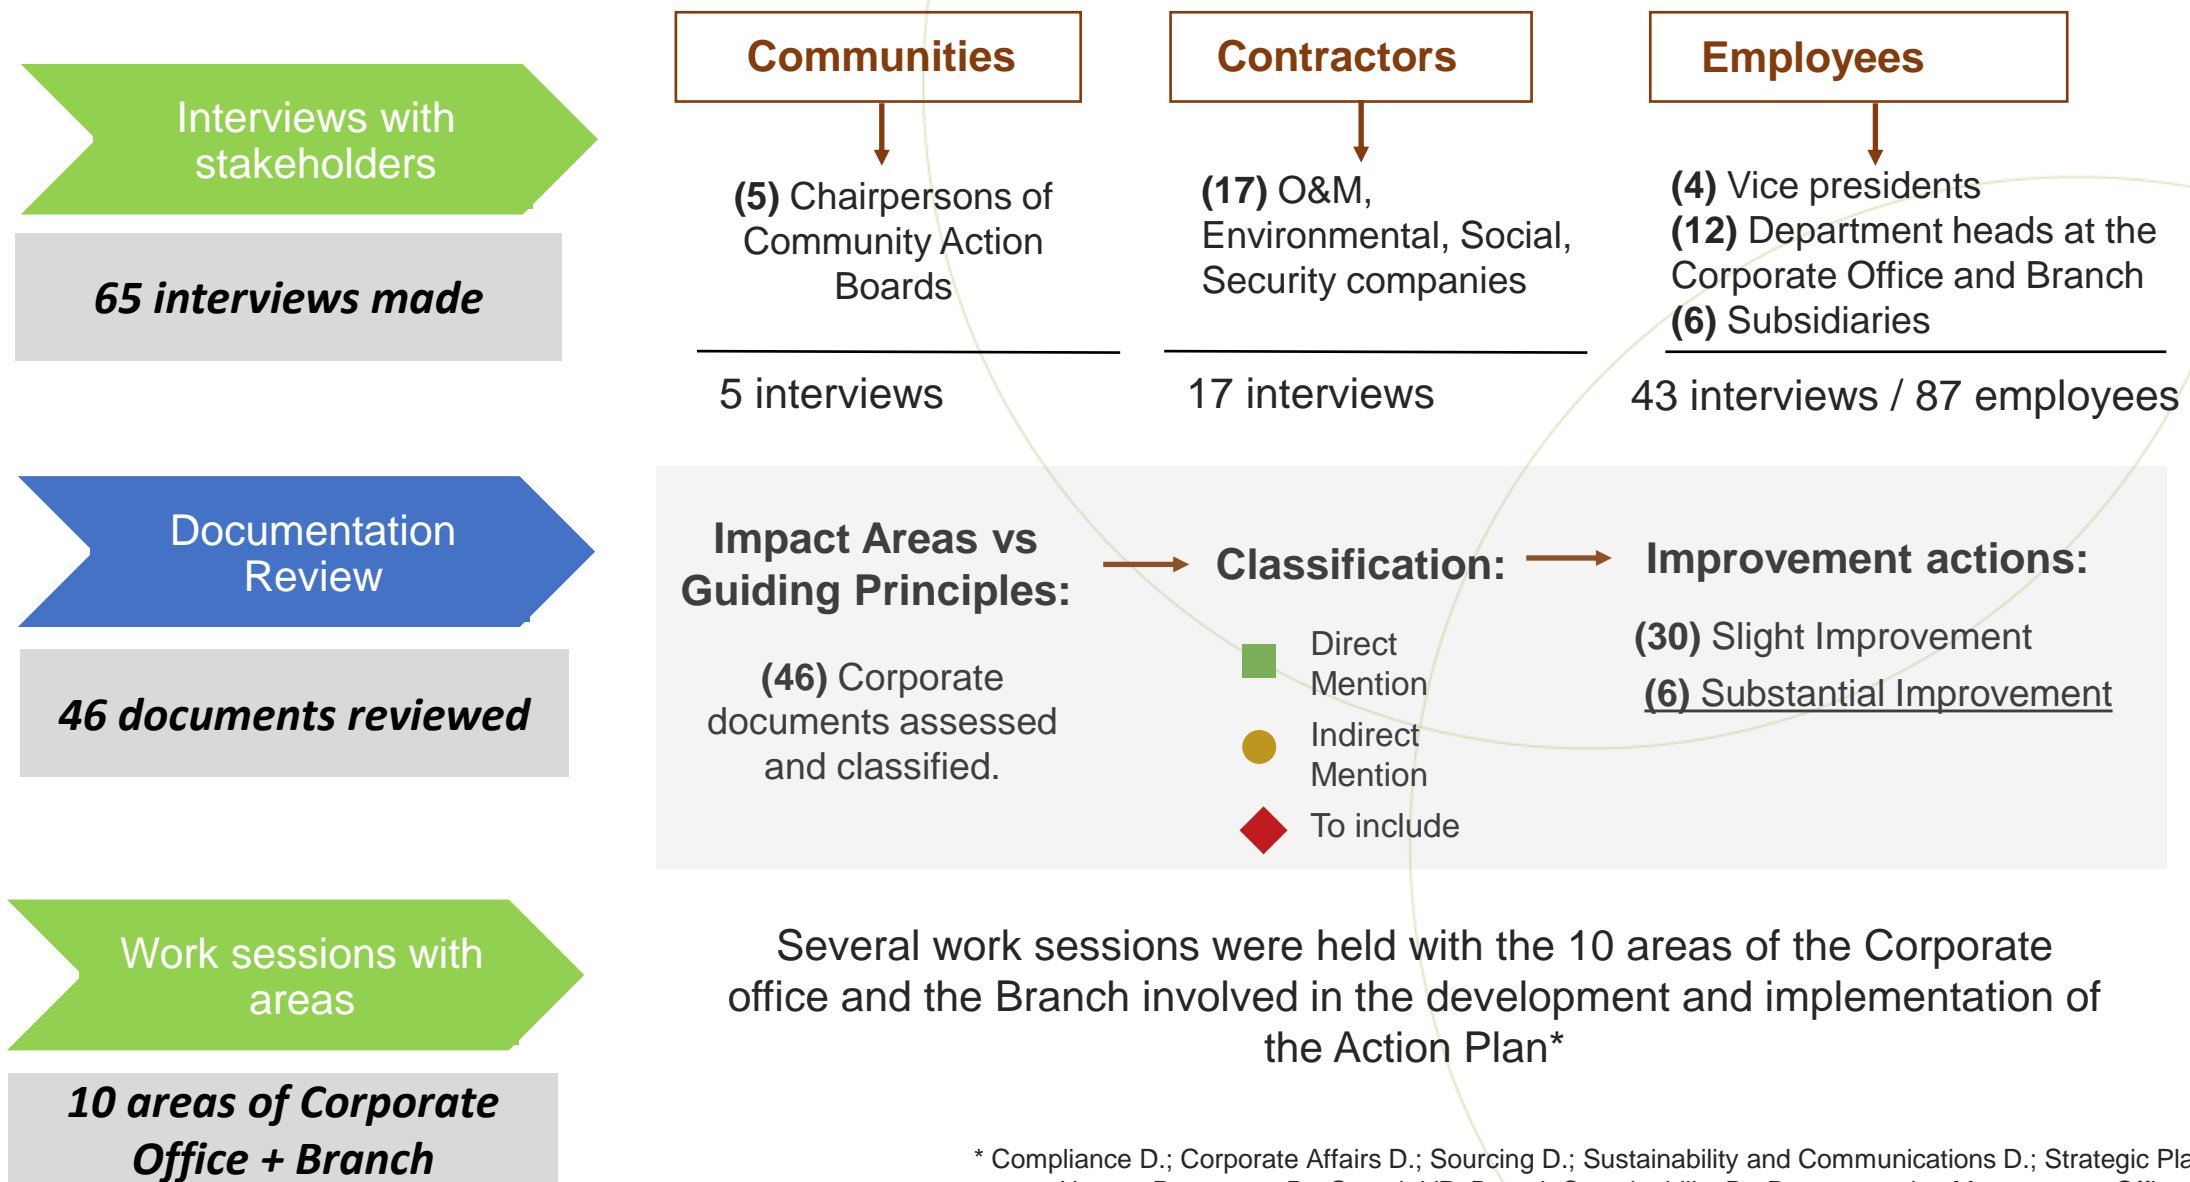 Interviews with
stakeholders
65 interviews made
Communities
(5) Chairpersons of
Community Action
Boards
5 interviews
Contractors
(17) O&M,
Environmental, Social,
Security companies
17 interviews
Employees
(4) Vice presidents
(12) Department heads at the
Corporate Office and Branch
(6) Subsidiaries
43 interviews / 87 employees
Documentation
Review
46 documents reviewed
Impact Areas vs
Guiding Principles:
(46) Corporate
documents assessed
and classified.
Classification:
Direct
Mention
Indirect
Mention
To include
Improvement actions:
(30) Slight Improvement
(6) Substantial Improvement
Work sessions with
areas
10 areas of Corporate
Office + Branch
Several work sessions were held with the 10 areas of the Corporate
office and the Branch involved in the development and implementation of
the Action Plan*
* Compliance D.; Corporate Affairs D.; Sourcing D.; Sustainability and Communications D.; Strategic